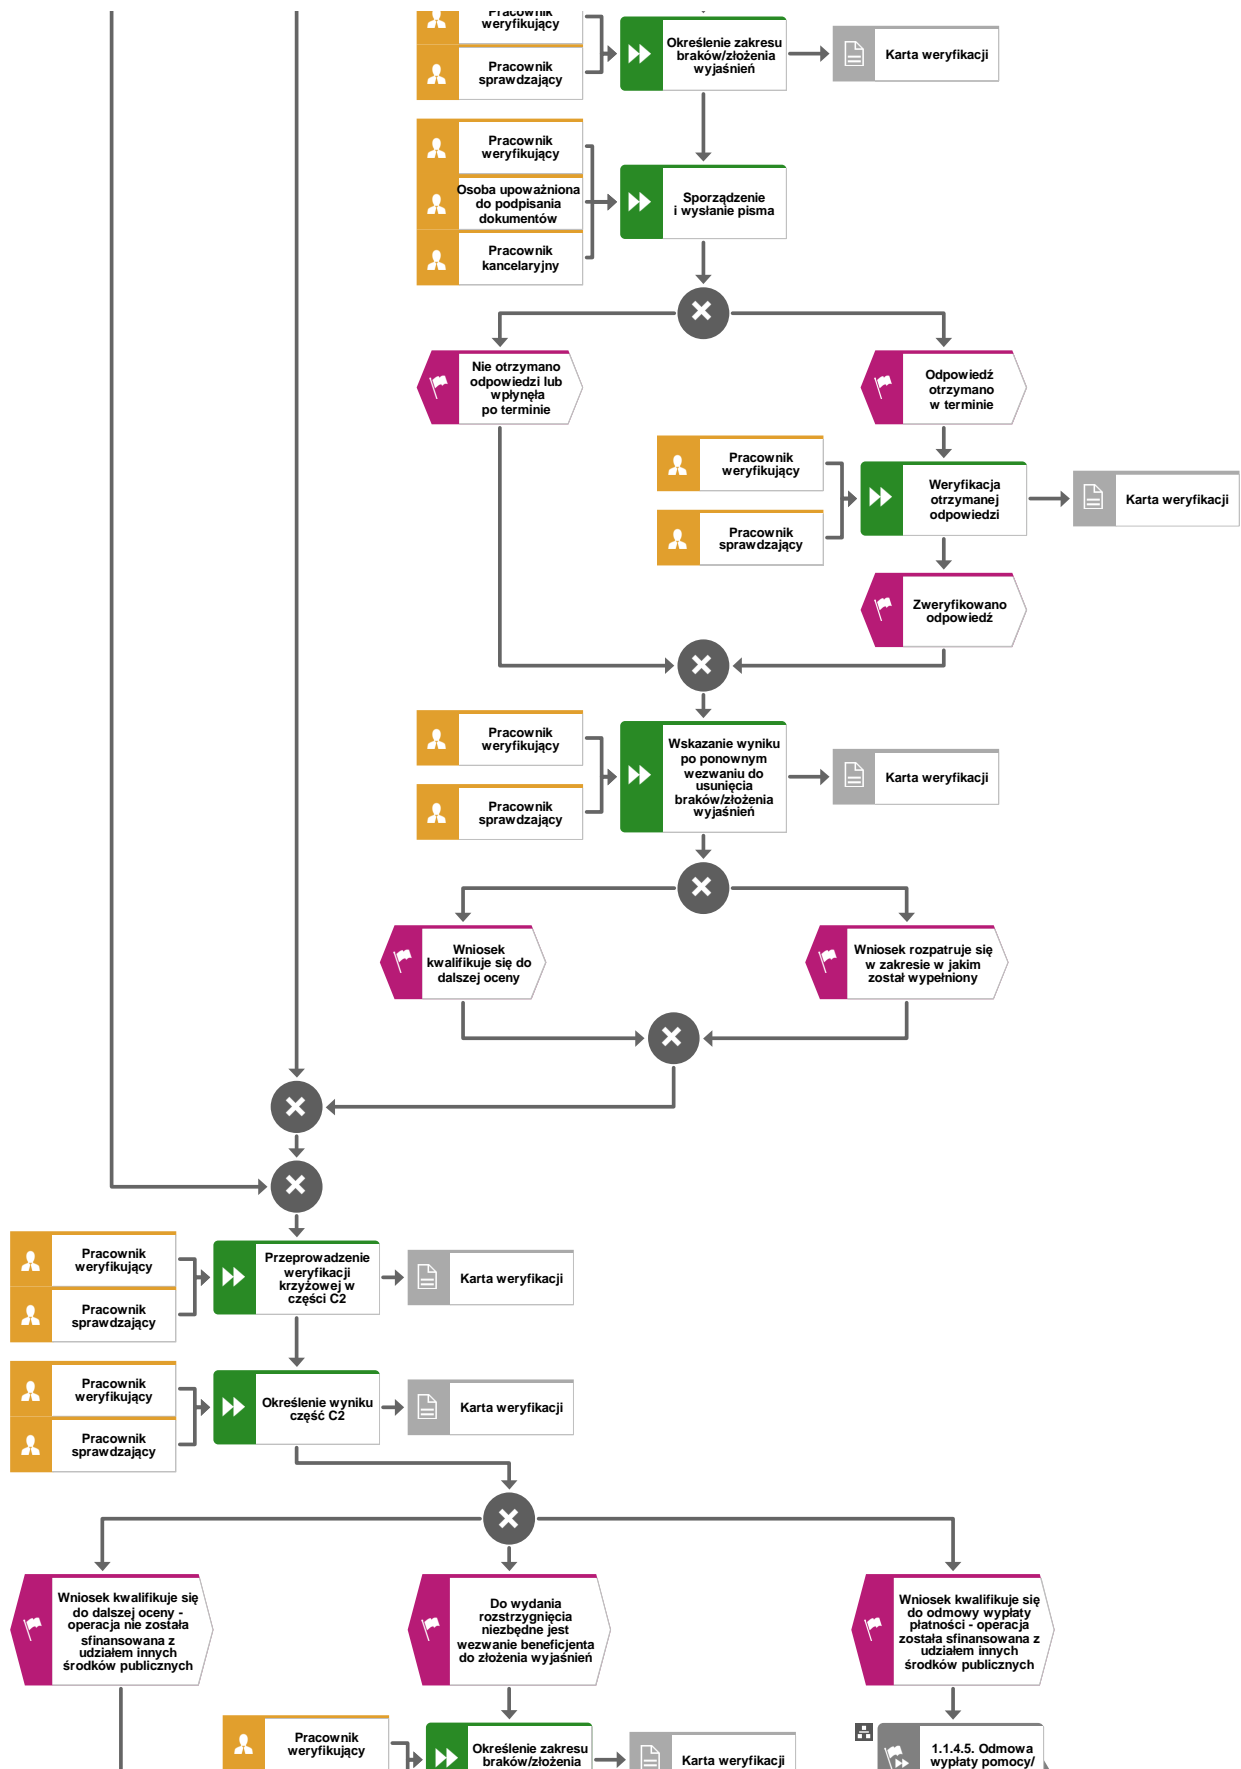 Pracownik
weryfikujący
Określenie zakresu
braków/złożenia
wyjaśnień
Karta weryfikacji
Pracownik
sprawdzający
Pracownik
weryfikujący
Osoba upoważniona
do podpisania
dokumentów
Sporządzenie
i wysłanie pisma
Pracownik
kancelaryjny
Nie otrzymano
odpowiedzi lub
wpłynęła
po terminie
Odpowiedź
otrzymano
w terminie
Pracownik
weryfikujący
Weryfikacja
otrzymanej
odpowiedzi
Karta weryfikacji
Pracownik
sprawdzający
Zweryfikowano
odpowiedź
Pracownik
weryfikujący
Wskazanie wyniku
po ponownym
wezwaniu do
usunięcia
braków/złożenia
wyjaśnień
Karta weryfikacji
Pracownik
sprawdzający
Wniosek
kwalifikuje się do
dalszej oceny
Wniosek rozpatruje się
w zakresie w jakim
został wypełniony
Pracownik
weryfikujący
Przeprowadzenie
weryfikacji
krzyżowej w
części C2
Karta weryfikacji
Pracownik
sprawdzający
Pracownik
weryfikujący
Określenie wyniku
część C2
Karta weryfikacji
Pracownik
sprawdzający
Wniosek kwalifikuje się
do dalszej oceny -
operacja nie została
sfinansowana z
udziałem innych
środków publicznych
Do wydania
rozstrzygnięcia
niezbędne jest
wezwanie beneficjenta
do złożenia wyjaśnień
Wniosek kwalifikuje się
do odmowy wypłaty
płatności - operacja
została sfinansowana z
udziałem innych
środków publicznych
Pracownik
weryfikujący
Określenie zakresu
braków/złożenia
Karta weryfikacji
1.1.4.5. Odmowa
wypłaty pomocy/